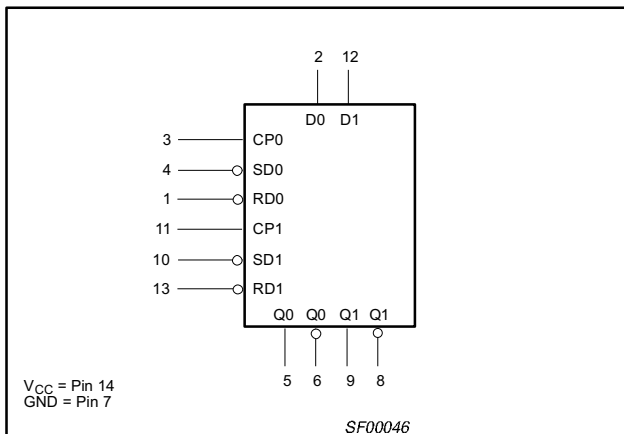 2 12
D0 D1
3 CP0
4 SD0
1 RD0
11 CP1
10 SD1
13 RD1
Q0 Q0 Q1 Q1
5 6 9 8
VCC = Pin 14
GND = Pin 7
SF00046